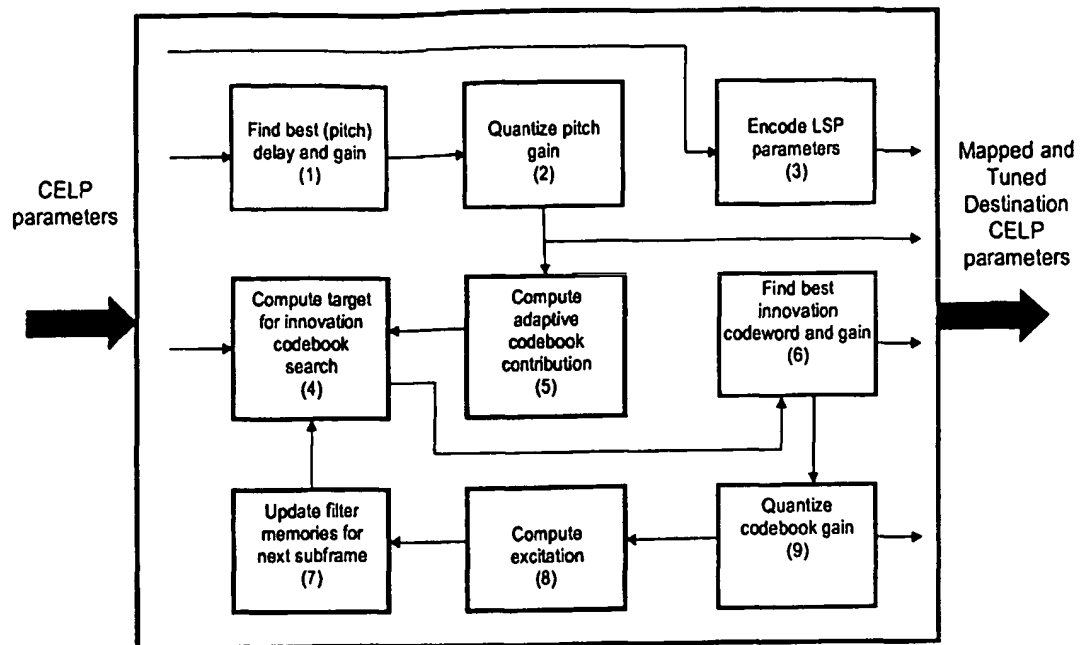 CELP
parameters
Find best (pitch)
delay and gain
(1)
Quantize pitch
gain
(2)
Encode LSP
parameters
(3)
Mapped and
Tuned
Destination
CELP
parameters
Compute target
for innovation
codebook
search
(4)
Compute
adaptive
codebook
contribution
(5)
Find best
innovation
codeword and gain
(6)
Update filter
memories for
next subframe
(7)
Compute
excitation
(8)
Quantize
codebook gain
(9)